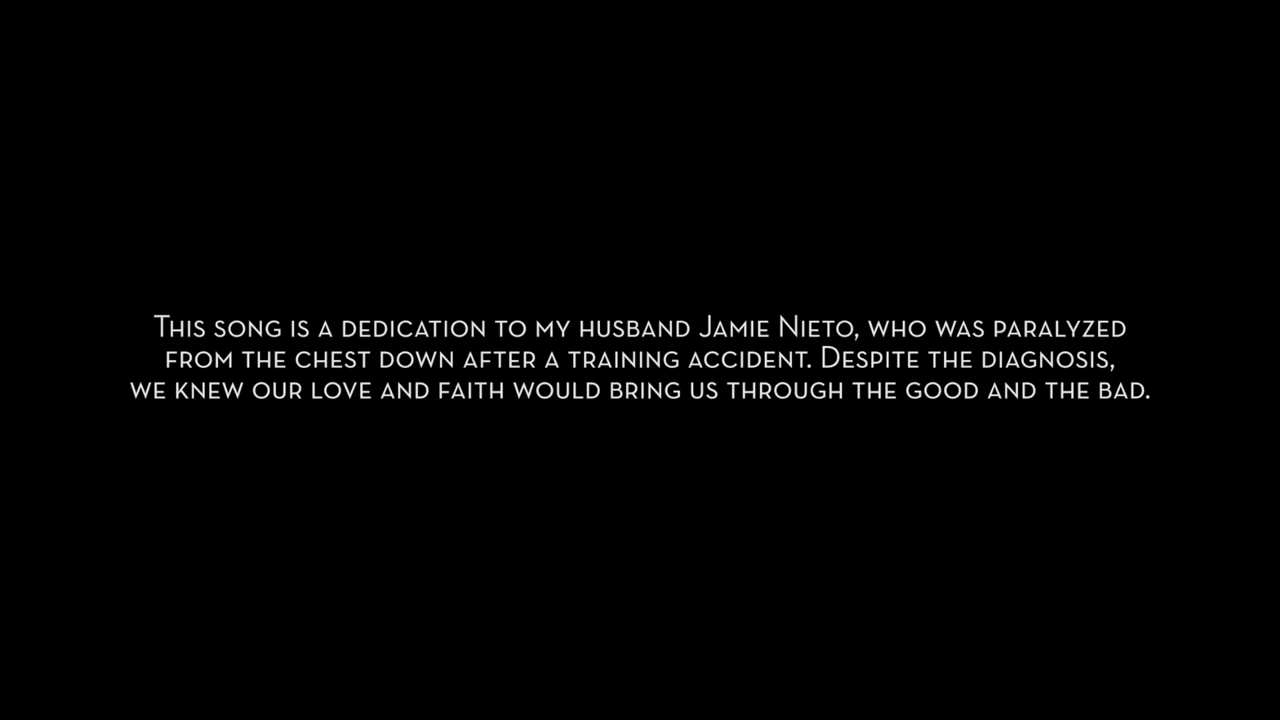 This song is a dedication to my husband Jamie Nieto, who was paralyzed
from the chest down after a training accident. Despite the diagnosis,
we knew our love and faith would bring us through the good and the bad.